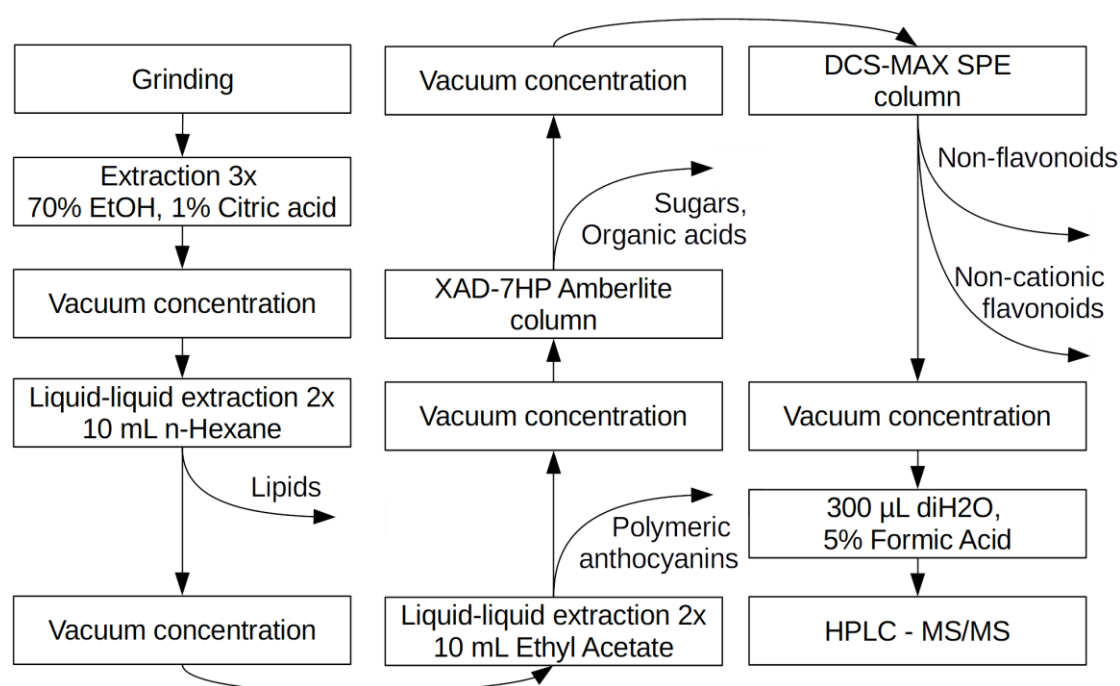 Grinding
Extraction 3x
70% EtOH, 1% Citric acid
Vacuum concentration
Liquid-liquid extraction 2x
10 mL n-Hexane
Lipids
Vacuum concentration
Liquid-liquid extraction 2x
10 mL Ethyl Acetate
Polymeric
anthocyanins
Vacuum concentration
XAD-7HP Amberlite
column
Sugars,
Organic acids
Vacuum concentration
DCS-MAX SPE
column
Non-flavonoids
Non-cationic
flavonoids
Vacuum concentration
300 µL diH2O,
5% Formic Acid
HPLC - MS/MS